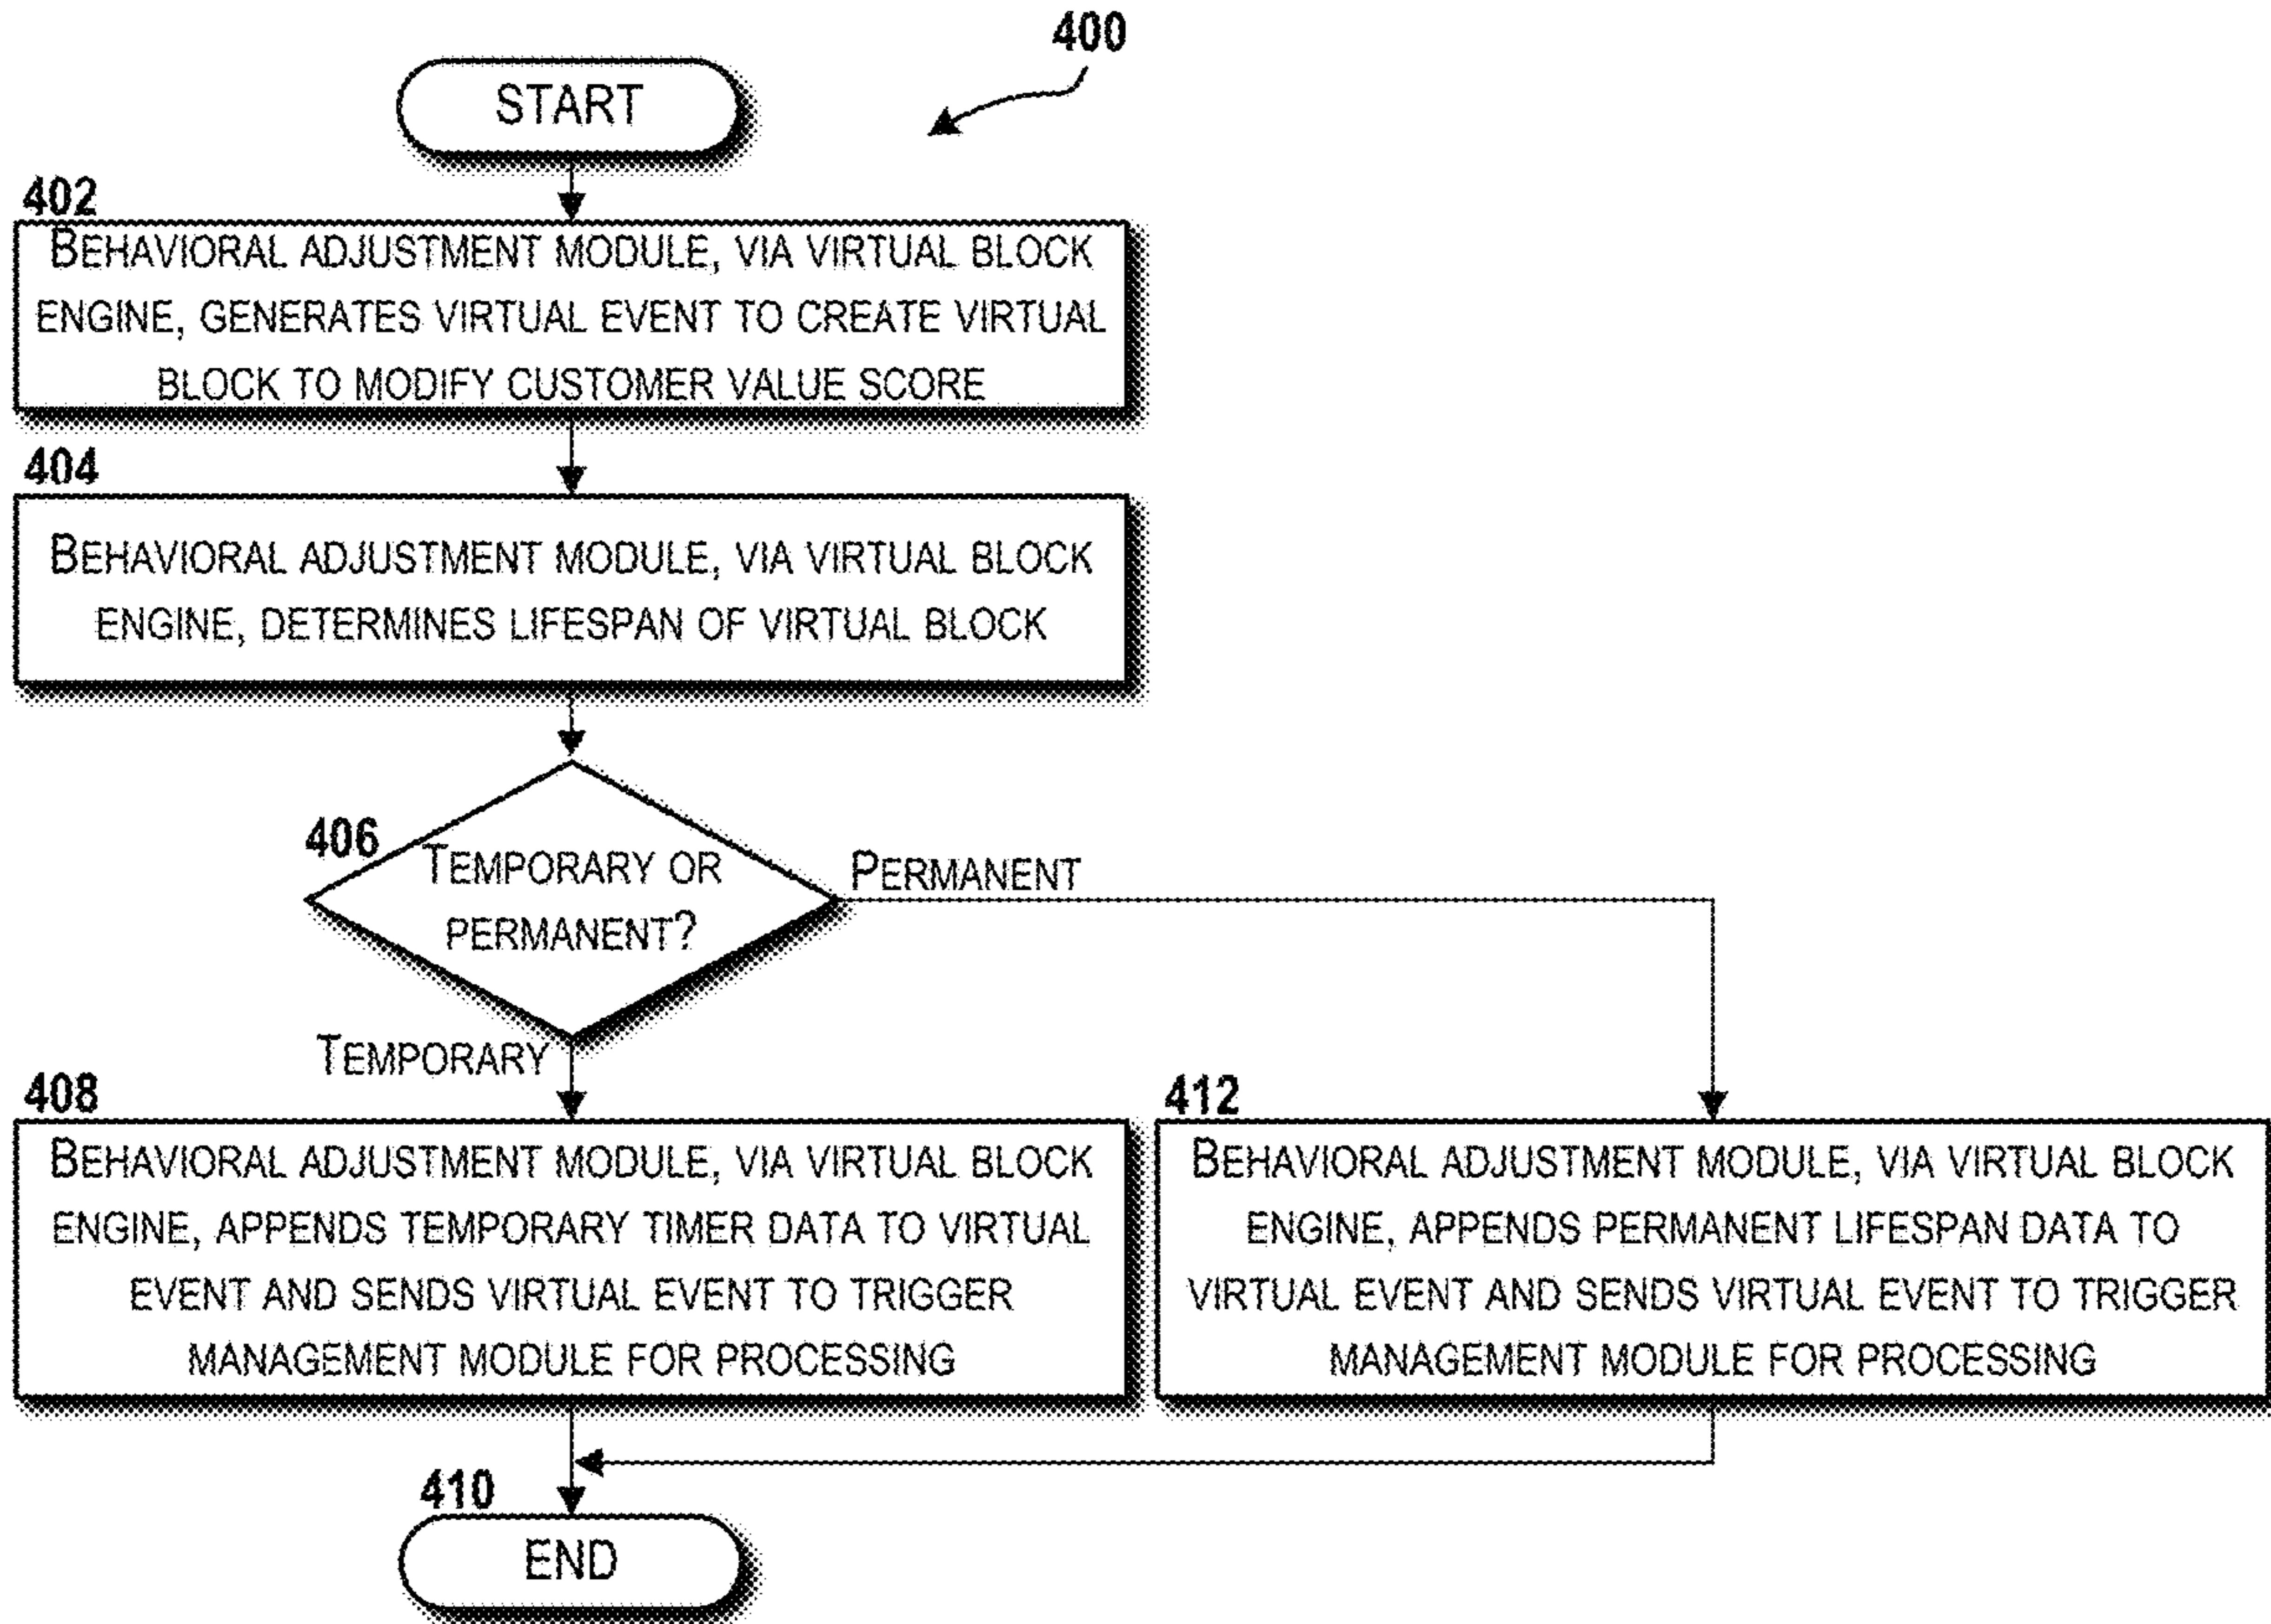 400
START
402
BEHAVIORAL ADJUSTMENT MODULE, VIA VIRTUAL BLOCK
ENGINE, GENERATES VIRTUAL EVENT TO CREATE VIRTUAL
BLOCK TO MODIFY CUSTOMER VALUE SCORE
404
BEHAVIORAL ADJUSTMENT MODULE, VIA VIRTUAL BLOCK
ENGINE, DETERMINES LIFESPAN OF VIRTUAL BLOCK
406
TEMPORARY OR
PERMANENT?
PERMANENT
TEMPORARY
408
BEHAVIORAL ADJUSTMENT MODULE, VIA VIRTUAL BLOCK
ENGINE, APPENDS TEMPORARY TIMER DATA TO VIRTUAL
EVENT AND SENDS VIRTUAL EVENT TO TRIGGER
MANAGEMENT MODULE FOR PROCESSING
412
BEHAVIORAL ADJUSTMENT MODULE, VIA VIRTUAL BLOCK
ENGINE, APPENDS PERMANENT LIFESPAN DATA TO
VIRTUAL EVENT AND SENDS VIRTUAL EVENT TO TRIGGER
MANAGEMENT MODULE FOR PROCESSING
410
END